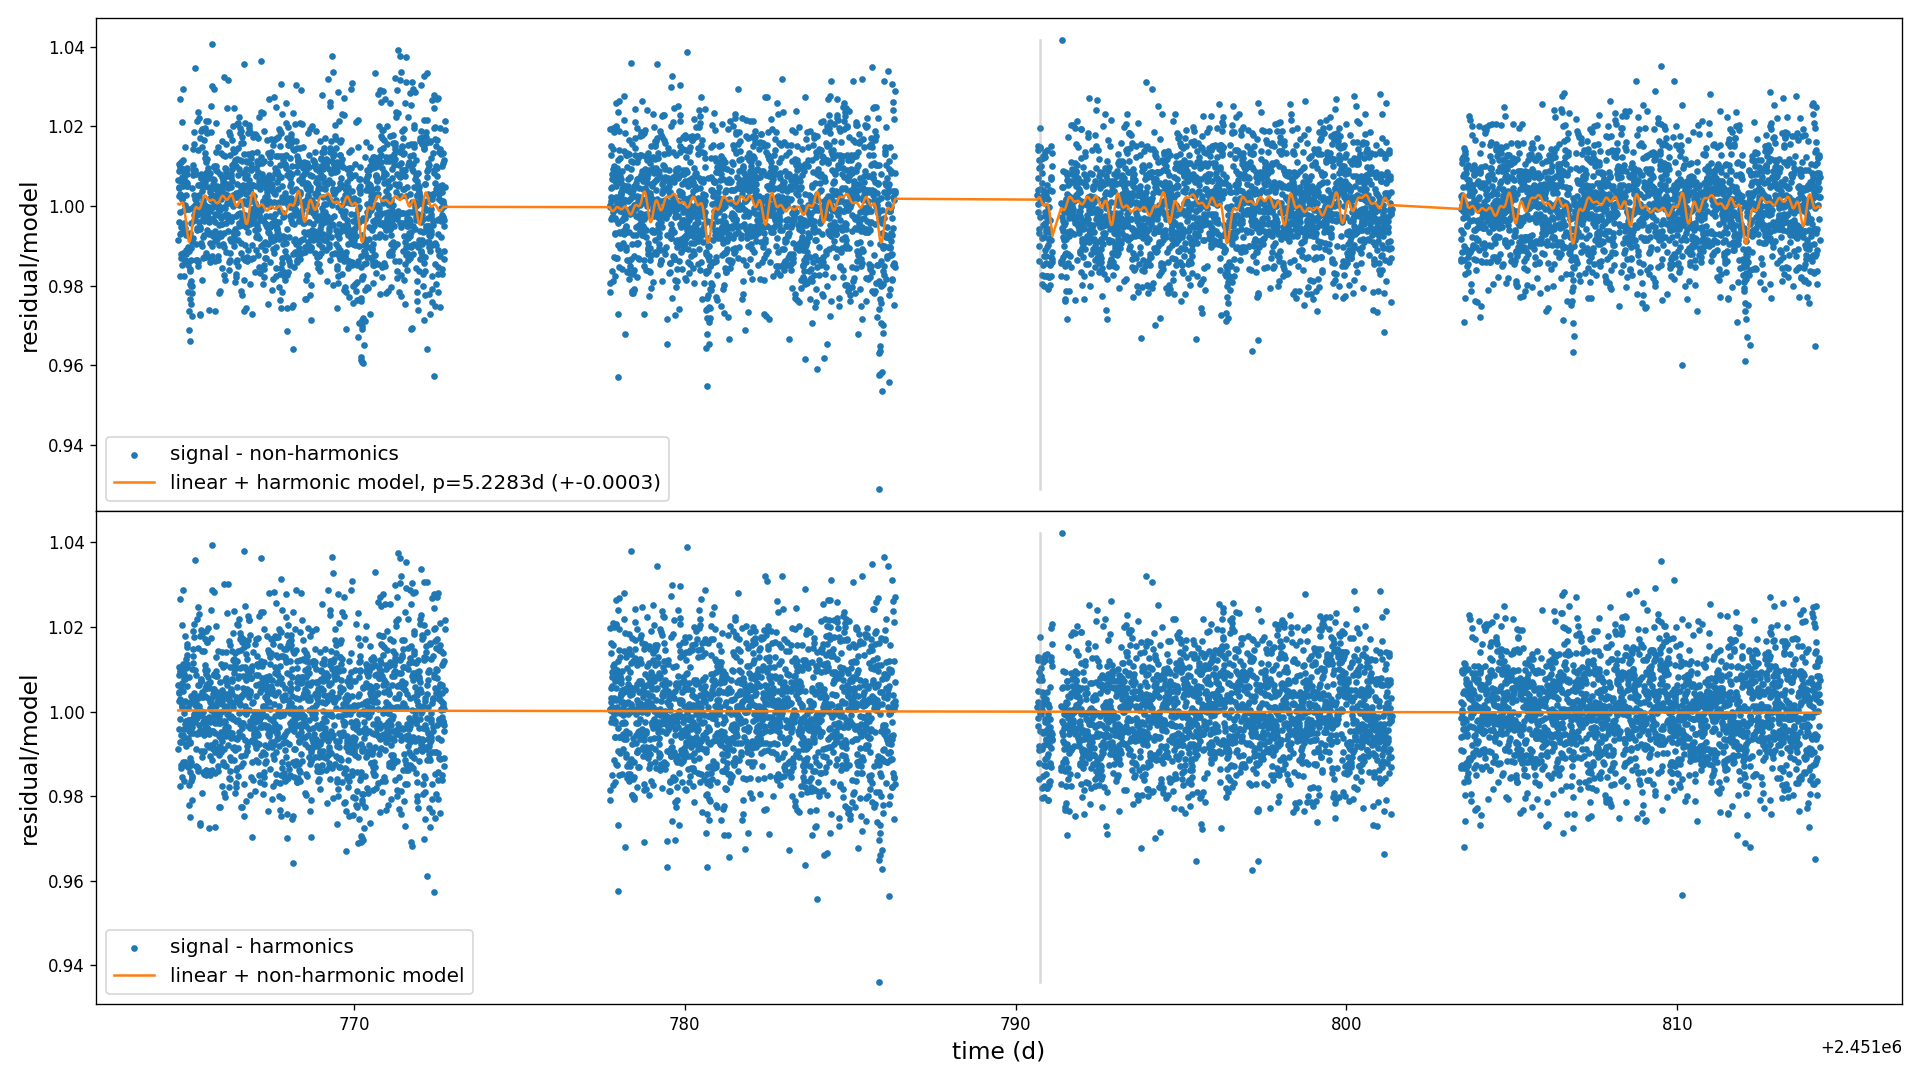 1.04
1.02
1.00
0.98
0.96
0.94
residual/model
signal - non-harmonics
linear + harmonic model, p=5.2283d (+-0.0003)
1.04
1.02
1.00
0.98
0.96
0.94
residual/model
signal - harmonics
linear + non-harmonic model
770 780 790 800 810
time (d)
+2.451e6